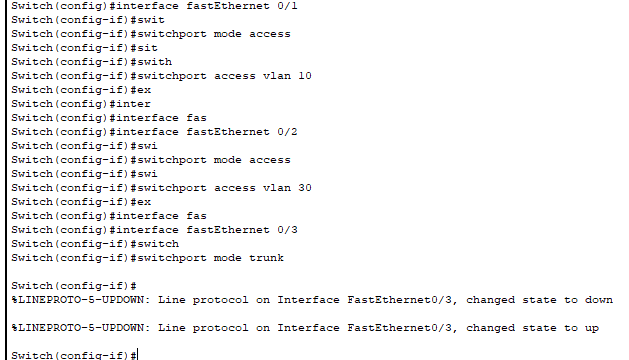 Switch(config)#interface fastEthernet 0/1
Switch(config-if)#swit
Switch(config-if)#switchport mode access
Switch(config-if)#sit
Switch(config-if)#swith
Switch(config-if)#switchport access vlan 10
Switch(config-if)#ex
Switch(config)#inter
Switch(config)#interface fas
Switch(config)#interface fastEthernet 0/2
Switch(config-if)#swi
Switch(config-if)#switchport mode access
Switch(config-if)#swi
Switch(config-if)#switchport access vlan 30
Switch(config-if)#ex
Switch(config)#interface fas
Switch(config)#interface fastEthernet 0/3
Switch(config-if)#switch
Switch(config-if)#switchport mode trunk
Switch(config-if)#
%LINEPROTO-5-UPDOWN: Line protocol on Interface FastEthernet0/3, changed state to down
%LINEPROTO-5-UPDOWN: Line protocol on Interface FastEthernet0/3, changed state to up
Switch(config-if)#